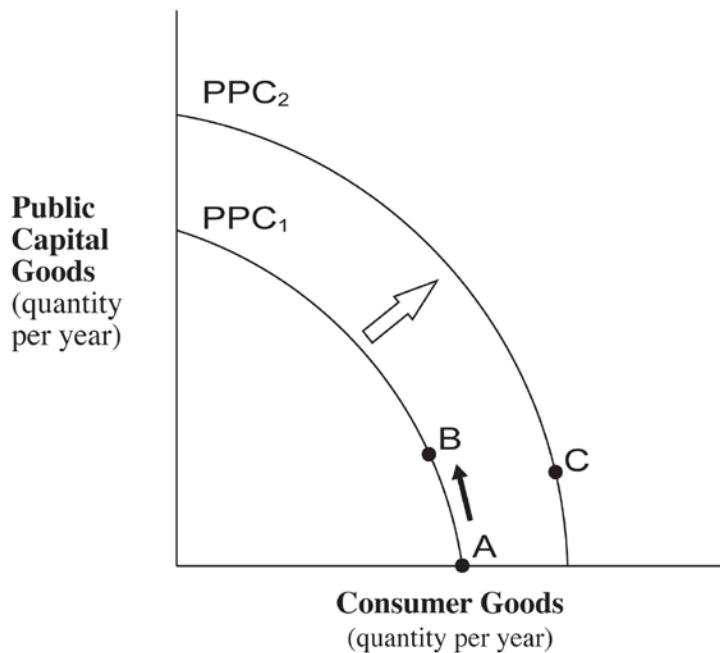 PPC₂
PPC₁
Public
Capital
Goods
(quantity
per year)
B
C
A
Consumer Goods
(quantity per year)